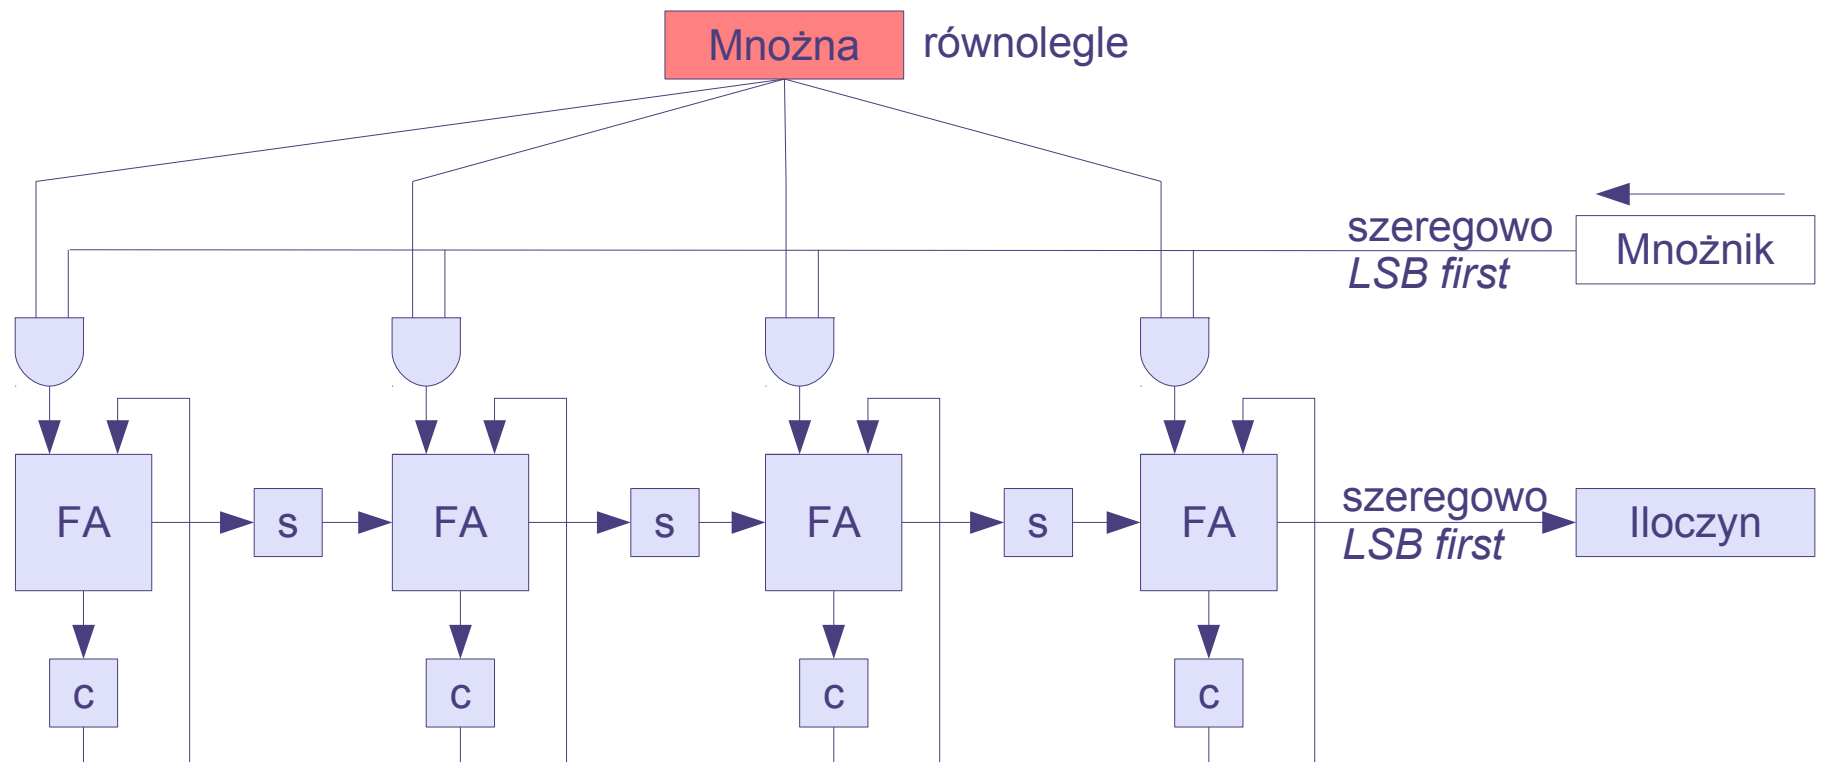 Mnożna
równolegle
szeregowo
LSB first
Mnożnik
FA
s
FA
s
FA
s
FA
szeregowo
LSB first
Iloczyn
c
c
c
c